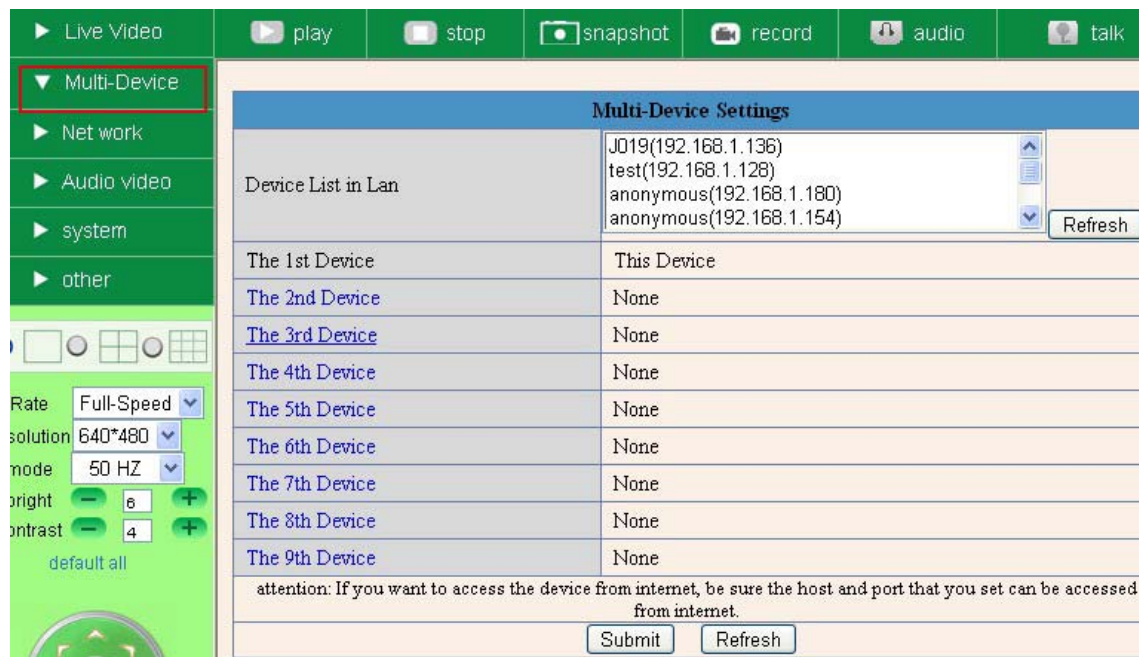 Live Video
play
stop
snapshot
record
audio
talk
Multi-Device
Net work
Audio video
system
other
Rate Full-Speed
solution 640*480
mode 50 HZ
bright 6
ontrast 4
default all
Multi-Device Settings
Device List in Lan
J019(192.168.1.136)
test(192.168.1.128)
anonymous(192.168.1.180)
anonymous(192.168.1.154)
Refresh
The 1st Device This Device
The 2nd Device None
The 3rd Device None
The 4th Device None
The 5th Device None
The 6th Device None
The 7th Device None
The 8th Device None
The 9th Device None
attention: If you want to access the device from internet, be sure the host and port that you set can be accessed
from internet.
Submit Refresh